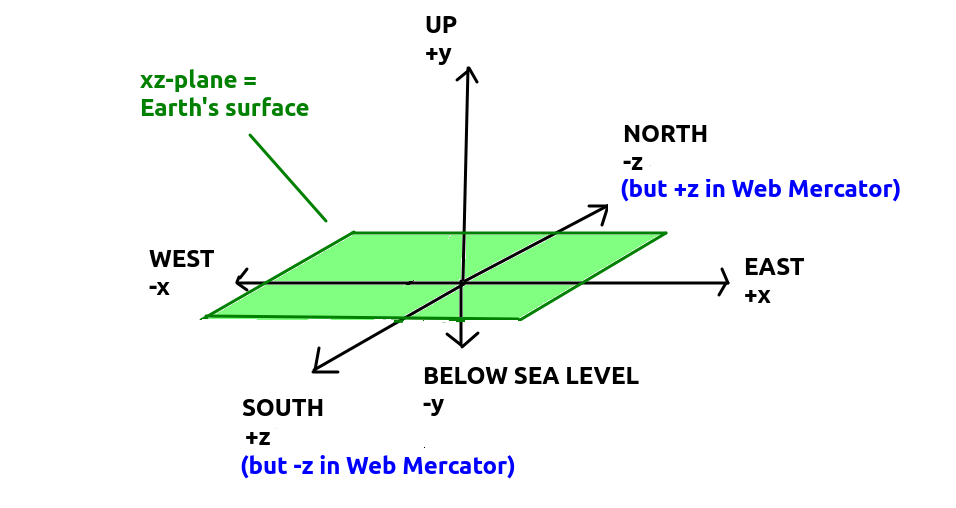 UP
+y
xz-plane =
Earth's surface
NORTH
-z
(but +z in Web Mercator)
WEST
-x
EAST
+x
BELOW SEA LEVEL
-y
SOUTH
+z
(but -z in Web Mercator)